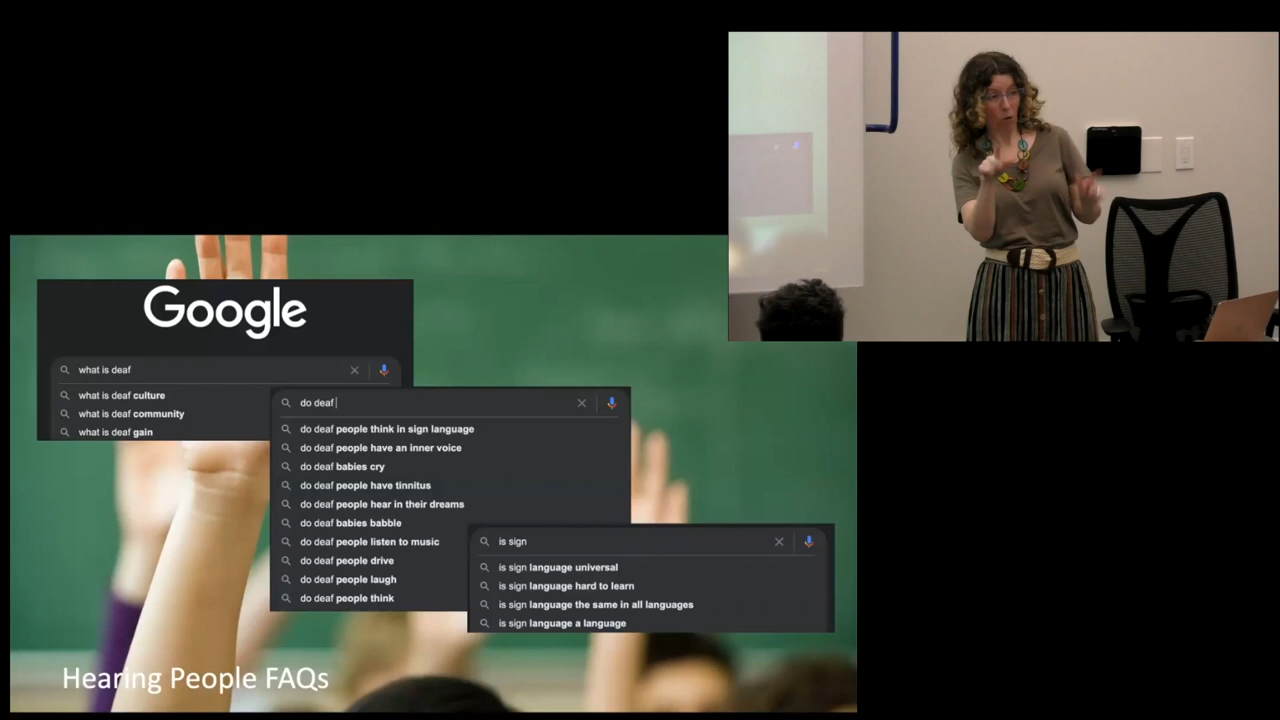 Google
what is deaf
what is deaf culture
what is deaf community
what is deaf gain
do deaf
do deaf people think in sign language
do deaf people have an inner voice
do deaf babies cry
do deaf people have tinnitus
do deaf people hear in their dreams
do deaf babies babble
do deaf people listen to music
do deaf people drive
do deaf people laugh
do deaf people think
is sign
is sign language universal
is sign language hard to learn
is sign language the same in all languages
is sign language a language
Hearing People FAQs